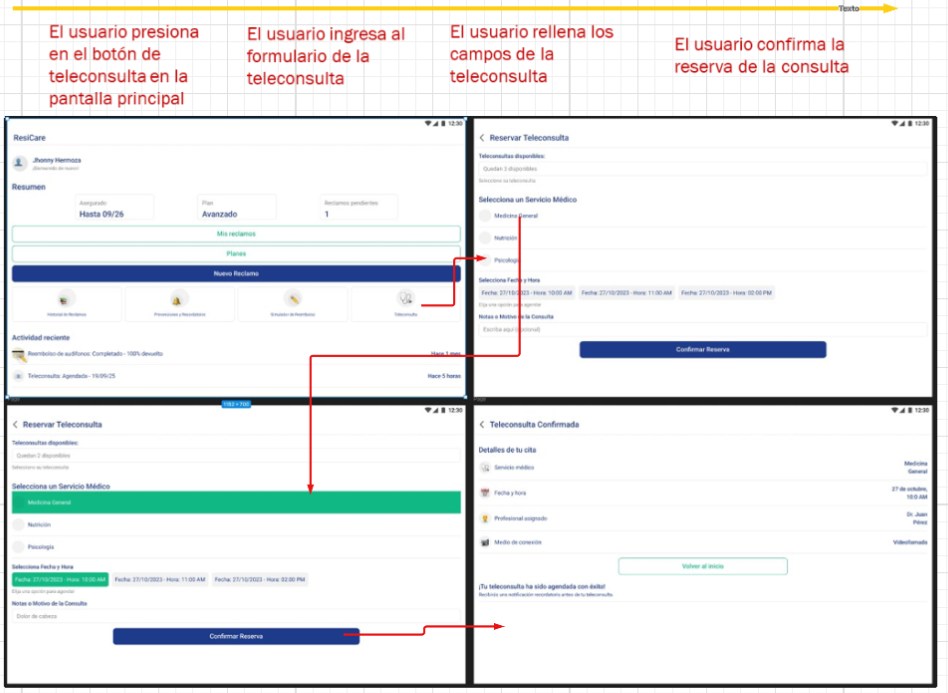 Texto
El usuario presiona
en el botón de
teleconsulta en la
pantalla principal
El usuario ingresa al
formulario de la
teleconsulta
El usuario rellena los
campos de la
teleconsulta
El usuario confirma la
reserva de la consulta
12:30
ResiCare
Jhonny Hermoza
Resumen
Asegurado
Hasta 09/26
Plan
Avanzado
Reclamos pendientes
1
Mis reclamos
Planes
Nuevo Reclamo
Historial de Reclamos
Prevenciones y Recordatorios
Simulador de Reembolso
Teleconsulta
Actividad reciente
Reembolso de audífonos: Completado - 100% devuelto
Hace 1 mes
Teleconsulta: Agendada - 19/09/25
Hace 5 horas
12:30
Reservar Teleconsulta
Teleconsultas disponibles:
Quedan 2 disponibles
Seleccione su teleconsulta
Selecciona un Servicio Médico
Medicina General
Nutrición
Psicología
Selecciona Fecha y Hora
Fecha: 27/10/2023 - Hora: 10:00 AM
Fecha: 27/10/2023 - Hora: 11:00 AM
Fecha: 27/10/2023 - Hora: 02:00 PM
Elija una opción para agendar
Notas o Motivo de la Consulta
Escribe aquí (opcional)
Confirmar Reserva
12:30
Reservar Teleconsulta
Teleconsultas disponibles:
Quedan 2 disponibles
Seleccione su teleconsulta
Selecciona un Servicio Médico
Medicina General
Nutrición
Psicología
Selecciona Fecha y Hora
Fecha: 27/10/2023 - Hora: 10:00 AM
Fecha: 27/10/2023 - Hora: 11:00 AM
Fecha: 27/10/2023 - Hora: 02:00 PM
Elija una opción para agendar
Notas o Motivo de la Consulta
Dolor de cabeza
Confirmar Reserva
12:30
Teleconsulta Confirmada
Detalles de tu cita
Servicio médico
Medicina
General
Fecha y hora
27 de octubre,
10:0 AM
Profesional asignado
Dr. Juan
Pérez
Medio de conexión
Videollamada
Volver al inicio
¡Tu teleconsulta ha sido agendada con éxito!
Recibirás una notificación recordatorio antes de tu teleconsulta.